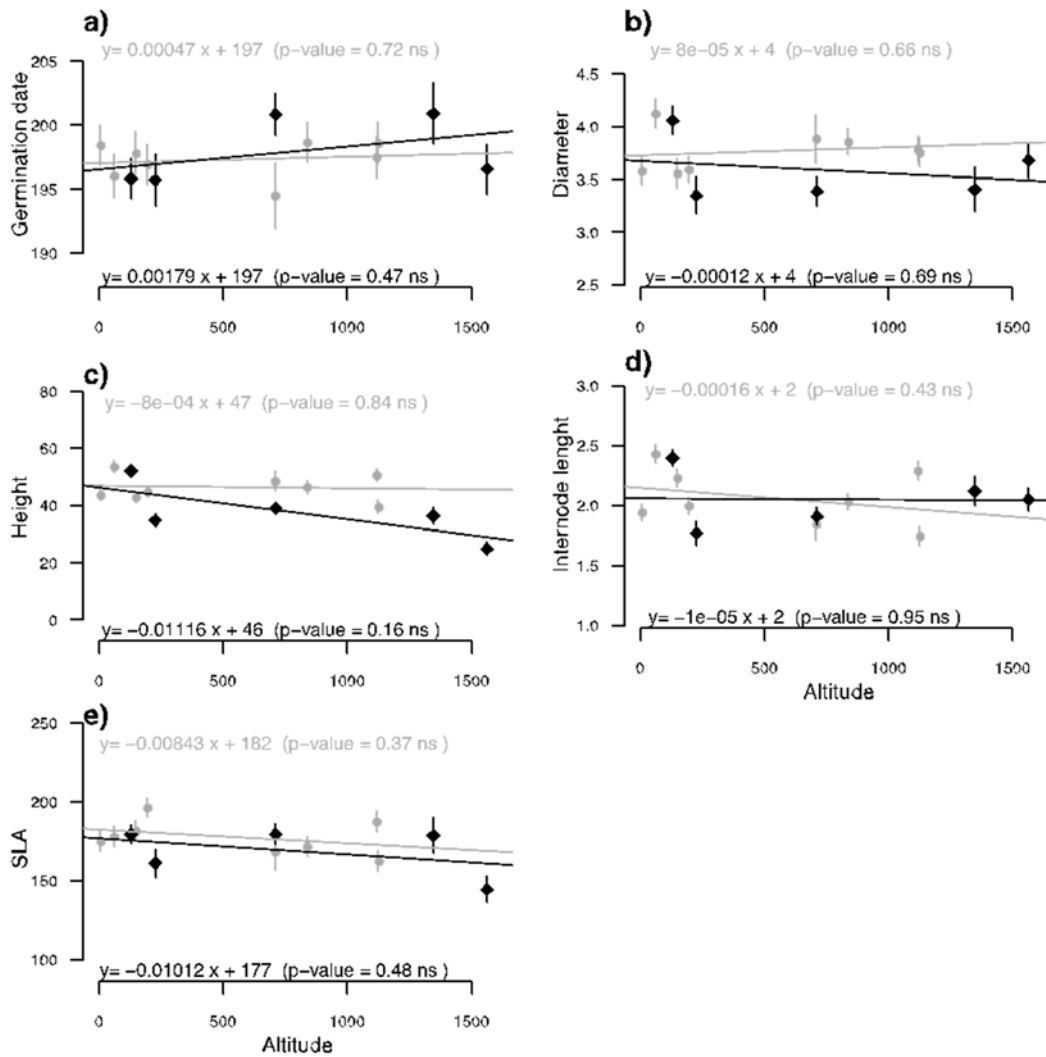 a)
y= 0.00047 x + 197 (p−value = 0.72 ns )
205
200
195
190
Germination date
y= 0.00179 x + 197 (p−value = 0.47 ns )
0 500 1000 1500
b)
y= 8e−05 x + 4 (p−value = 0.66 ns )
4.5
4.0
3.5
3.0
2.5
Diameter
y= −0.00012 x + 4 (p−value = 0.69 ns )
0 500 1000 1500
c)
y= −8e−04 x + 47 (p−value = 0.84 ns )
80
60
40
20
0
Height
y= −0.01116 x + 46 (p−value = 0.16 ns )
0 500 1000 1500
d)
y= −0.00016 x + 2 (p−value = 0.43 ns )
3.0
2.5
2.0
1.5
1.0
Internode lenght
y= −1e−05 x + 2 (p−value = 0.95 ns )
0 500 1000 1500
Altitude
e)
y= −0.00843 x + 182 (p−value = 0.37 ns )
250
200
150
100
SLA
y= −0.01012 x + 177 (p−value = 0.48 ns )
0 500 1000 1500
Altitude